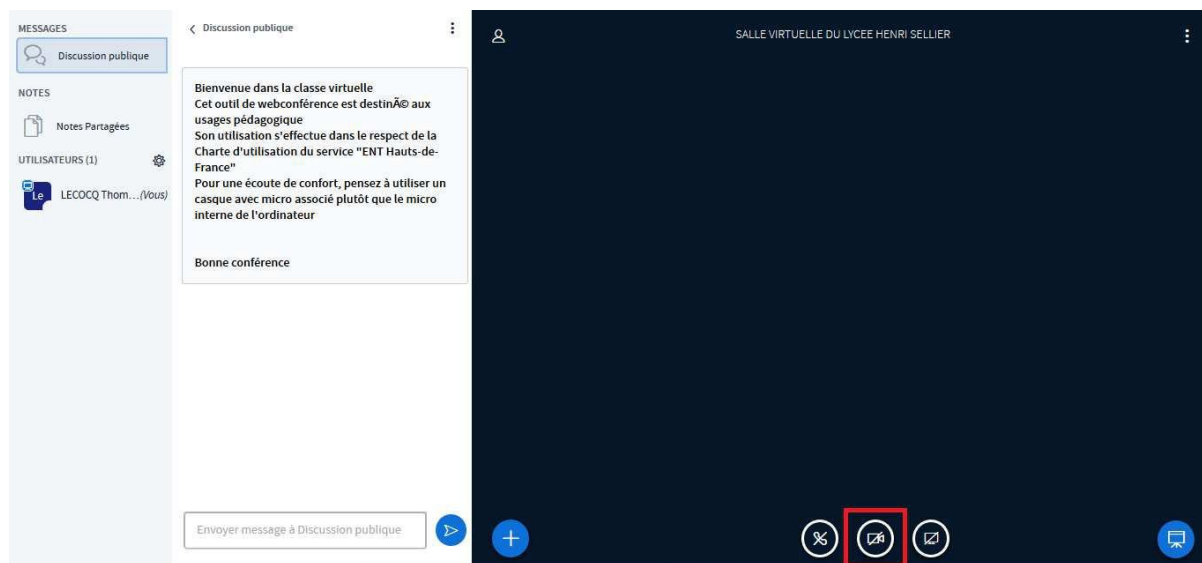 MESSAGES
Discussion publique
NOTES
Notes Partagées
UTILISATEURS (1)
Le
LECOCQ Thom...(Vous)
Discussion publique
Bienvenue dans la classe virtuelle
Cet outil de webconférence est destinÃ© aux
usages pédagogique
Son utilisation s'effectue dans le respect de la
Charte d'utilisation du service "ENT Hauts-de-
France"
Pour une écoute de confort, pensez à utiliser un
casque avec micro associé plutôt que le micro
interne de l'ordinateur
Bonne conférence
Envoyer message à Discussion publique
SALLE VIRTUELLE DU LYCEE HENRI SELLIER